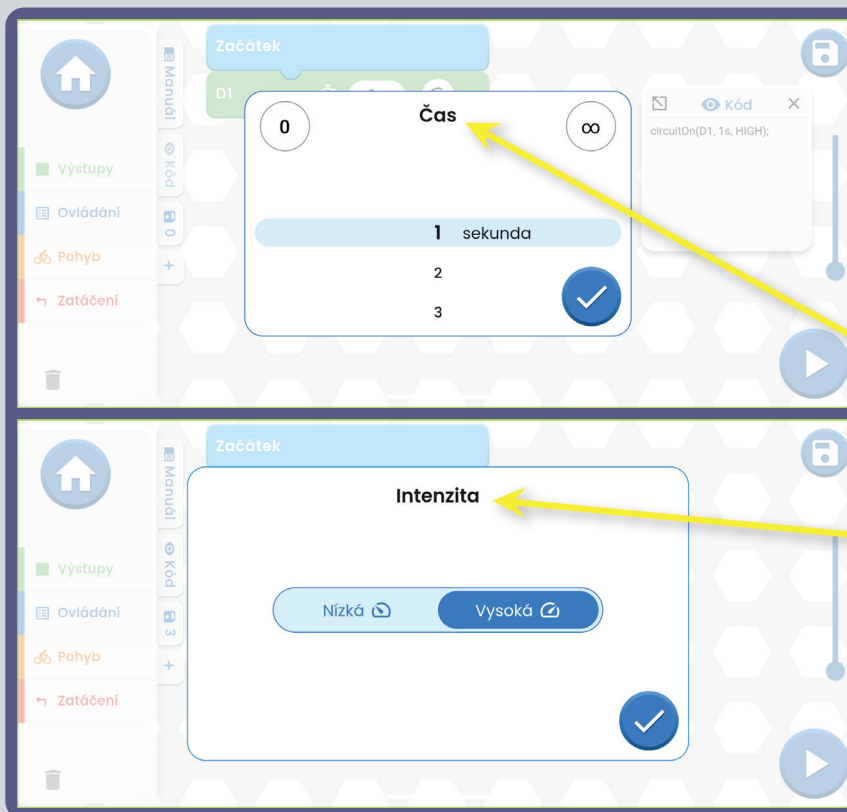 Začátek
Manuál
D1
Čas
0
∞
Kód
circuitOn(D1, 1s, HIGH);
Kód
Výstupy
Ovládání
0
1 sekunda
Pohyb
+
2
Zatáčení
3
Začátek
Manuál
Intenzita
Kód
Výstupy
Nízká
Vysoká
Ovládání
3
Pohyb
+
Zatáčení